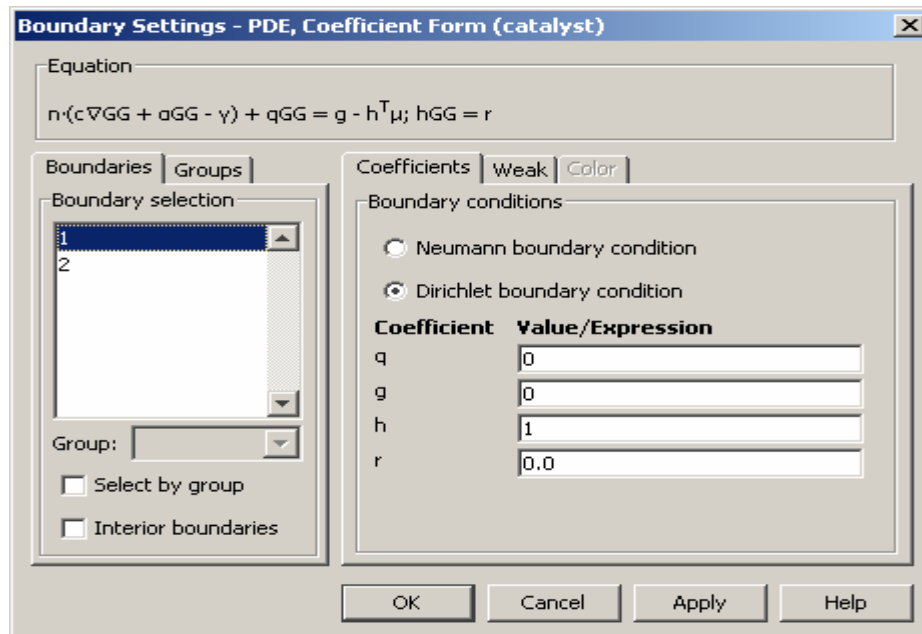 Boundary Settings - PDE, Coefficient Form (catalyst)
Equation
n·(c∇GG + αGG - γ) + qGG = g - hᵀμ; hGG = r
Boundaries Groups
Boundary selection
1
2
Group:
Select by group
Interior boundaries
Coefficients Weak Color
Boundary conditions
Neumann boundary condition
Dirichlet boundary condition
Coefficient Value/Expression
q 0
g 0
h 1
r 0.0
OK Cancel Apply Help